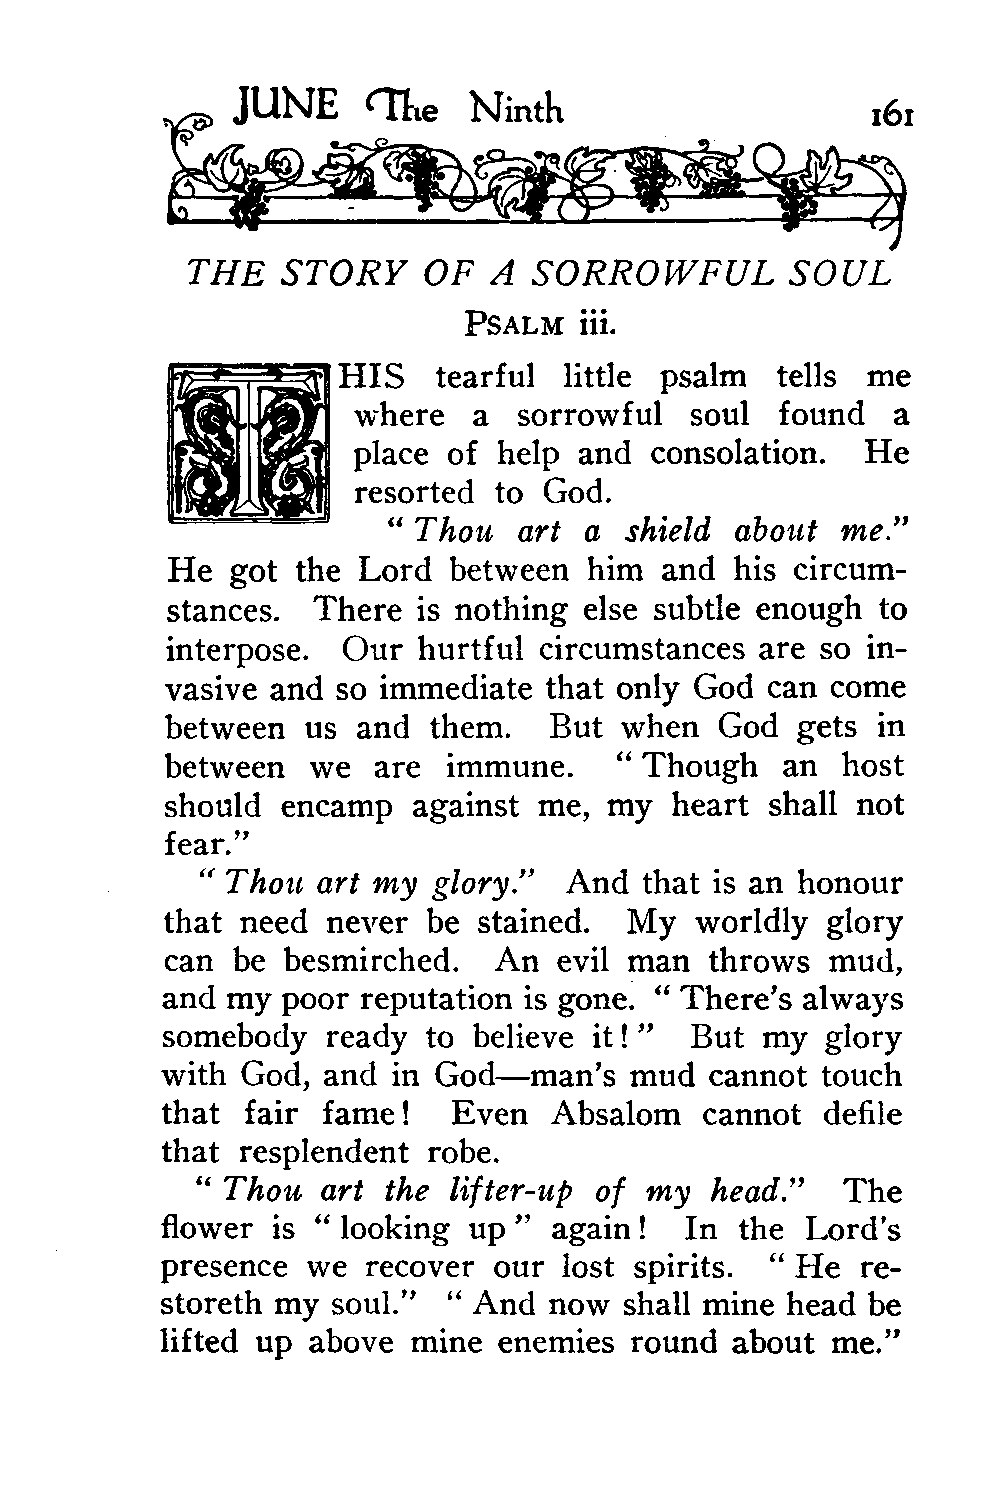 JUNE The Ninth 161
THE STORY OF A SORROWFUL SOUL
PSALM iii.
THIS tearful little psalm tells me
where a sorrowful soul found a
place of help and consolation. He
resorted to God.
“Thou art a shield about me.”
He got the Lord between him and his circum-
stances. There is nothing else subtle enough to
interpose. Our hurtful circumstances are so in-
vasive and so immediate that only God can come
between us and them. But when God gets in
between we are immune. “Though an host
should encamp against me, my heart shall not
fear.”
“Thou art my glory.” And that is an honour
that need never be stained. My worldly glory
can be besmirched. An evil man throws mud,
and my poor reputation is gone. “There's always
somebody ready to believe it!” But my glory
with God, and in God—man's mud cannot touch
that fair fame! Even Absalom cannot defile
that resplendent robe.
“Thou art the lifter-up of my head.” The
flower is “looking up” again! In the Lord's
presence we recover our lost spirits. “He re-
storeth my soul.” “And now shall mine head be
lifted up above mine enemies round about me.”